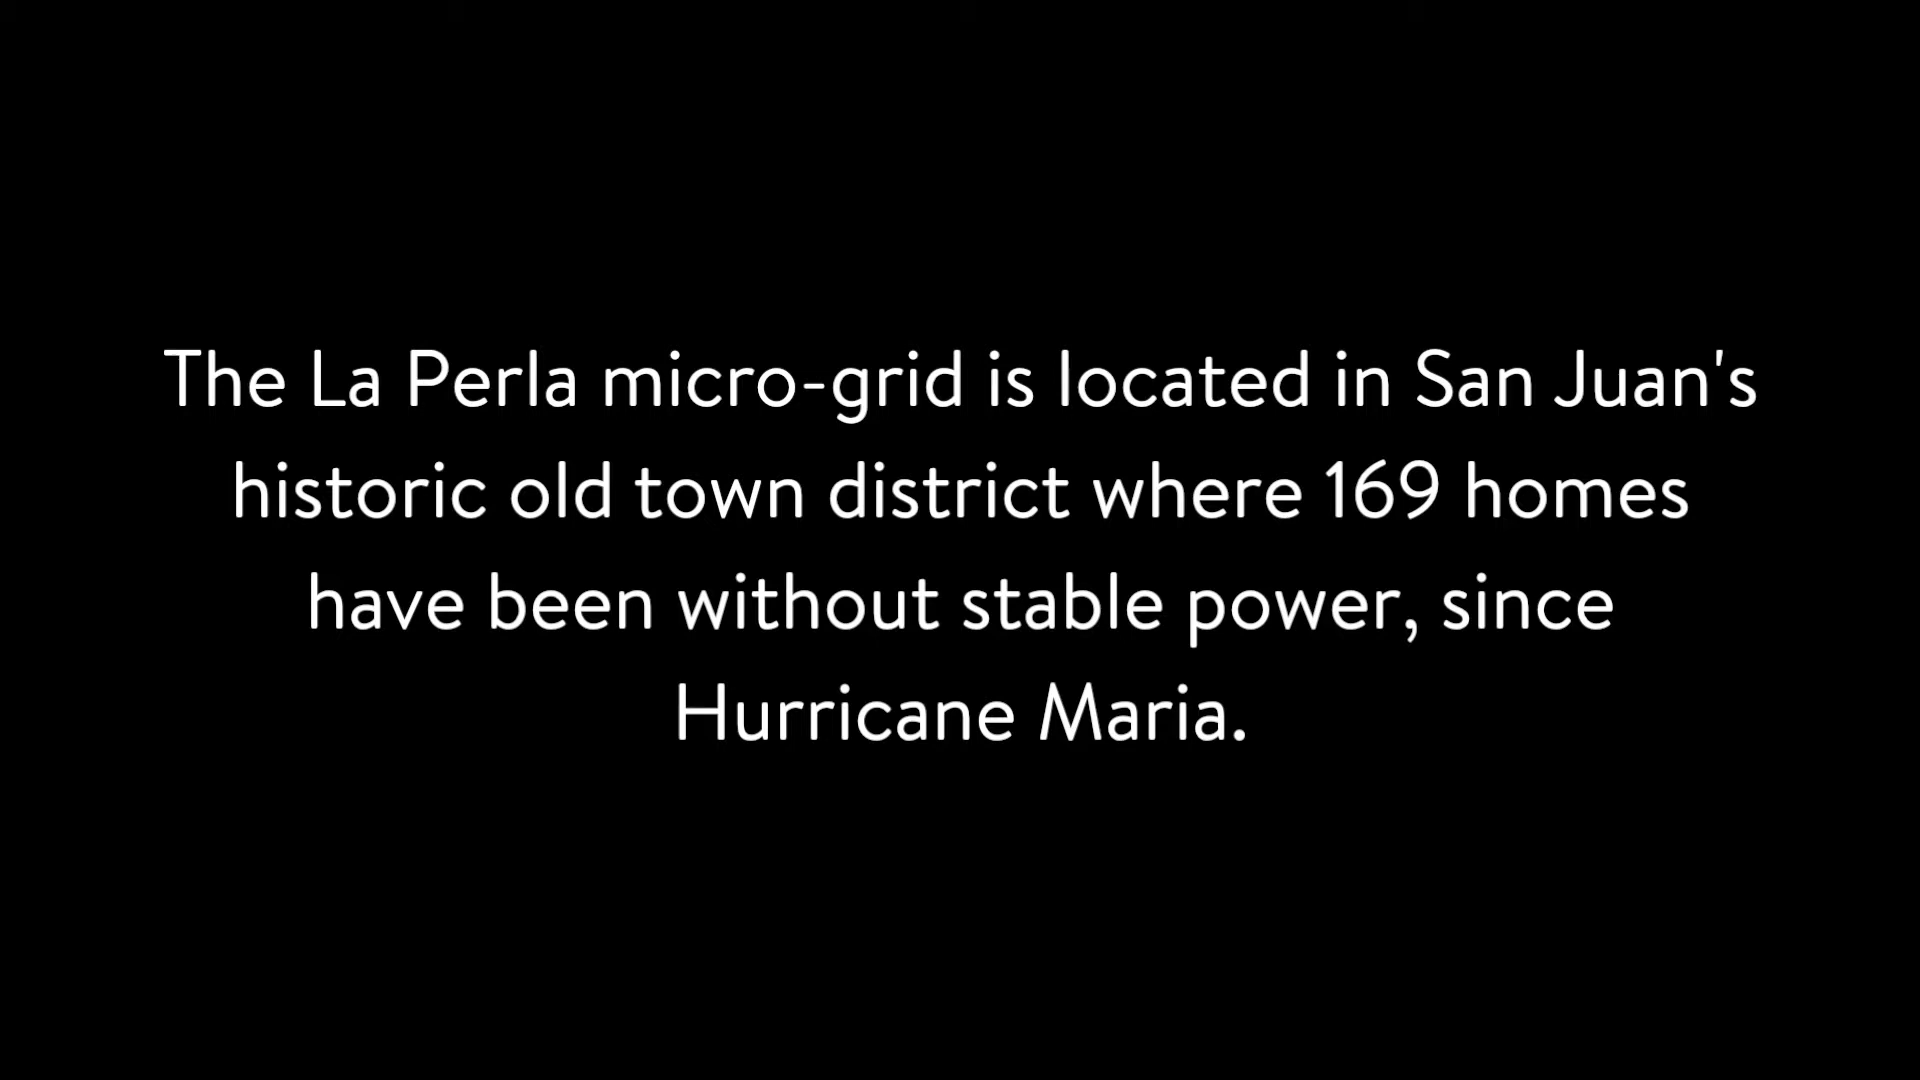 The La Perla micro-grid is located in San Juan's
historic old town district where 169 homes
have been without stable power, since
Hurricane Maria.